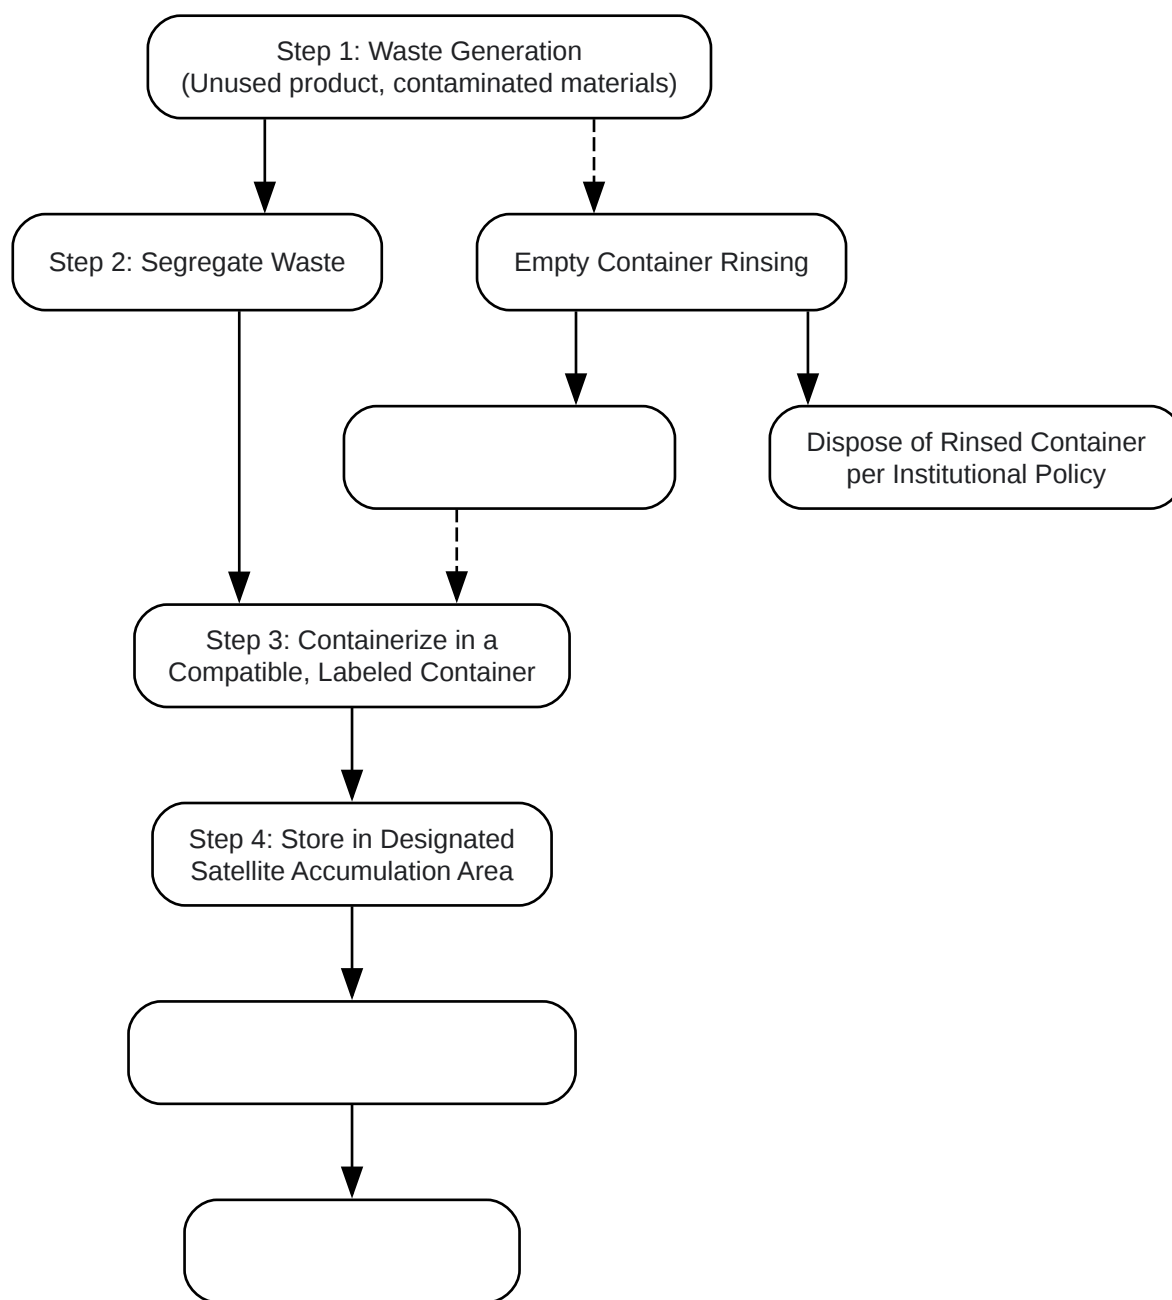 Step 1: Waste Generation
(Unused product, contaminated materials)
Step 2: Segregate Waste
Empty Container Rinsing
Dispose of Rinsed Container
per Institutional Policy
Step 3: Containerize in a
Compatible, Labeled Container
Step 4: Store in Designated
Satellite Accumulation Area